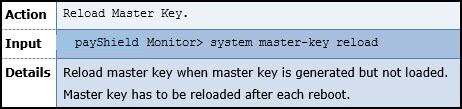 Action Reload Master Key.
Input payShield Monitor> system master-key reload
Details Reload master key when master key is generated but not loaded.
Master key has to be reloaded after each reboot.